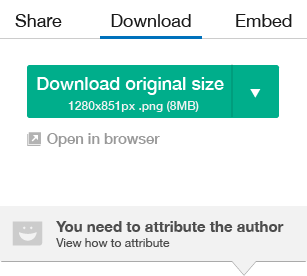 Share Download Embed
Download original size
1280x851px .png (8MB)
Open in browser
You need to attribute the author
View how to attribute